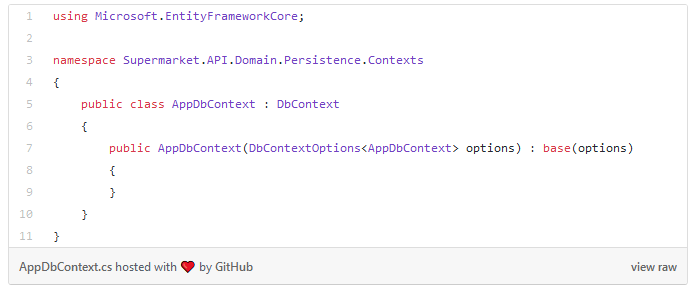 1 using Microsoft.EntityFrameworkCore;
2
3 namespace Supermarket.API.Domain.Persistence.Contexts
4 {
5     public class AppDbContext : DbContext
6     {
7         public AppDbContext(DbContextOptions<AppDbContext> options) : base(options)
8         {
9         }
10     }
11 }
AppDbContext.cs hosted with ❤ by GitHub view raw